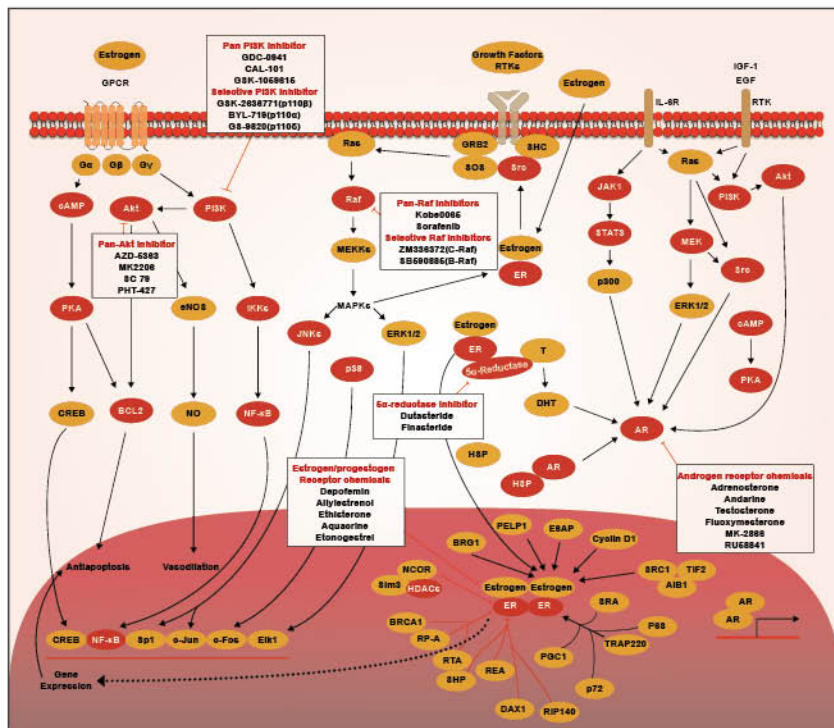 Estrogen
GPCR
Pan PI3K inhibitor
GDC-0941
CAL-101
GSK-1059615
Selective PI3K inhibitor
GSK-2636771(p110β)
BYL-719(p110α)
GS-9820(p110δ)
Growth Factors
RTKs
Estrogen
IGF-1
EGF
IL-6R
RTK
Gα
Gβ
Gγ
Ras
GRB2
SHC
SOS
Src
Ras
cAMP
Akt
PI3K
Raf
Pan-Raf inhibitors
Kobe0065
Sorafenib
Selective Raf inhibitors
ZM336372(C-Raf)
SB590885(B-Raf)
JAK1
PI3K
Akt
Pan-Akt inhibitor
AZD-5363
MK2206
SC 79
PHT-427
MEKKs
Estrogen
ER
STAT3
MEK
Src
p300
PKA
eNOS
IKKs
MAPKs
ERK1/2
JNKs
ERK1/2
Estrogen
ER
5α-Reductase
T
cAMP
p38
PKA
5α-reductase inhibitor
Dutasteride
Finasteride
DHT
CREB
BCL2
NO
NF-κB
AR
HSP
AR
HSP
Estrogen/progestogen
Receptor chemicals
Depofemin
Allylestrenol
Ethisterone
Equilin
Etonogestrel
Androgen receptor chemicals
Adrenosterone
Andarine
Testosterone
Fluoxymesterone
MK-2866
RU58841
Antiapoptosis
Vasodilation
BRG1
PELP1
E6AP
Cyclin D1
NCOR
Sim3
HDACs
Estrogen
Estrogen
ER
ER
SRC1
TIF2
AIB1
CREB
NF-κB
Sp1
c-Jun
c-Fos
Elk1
BRCA1
RP-A
SRA
P68
TRAP220
AR
AR
Gene
Expression
RTA
SHP
REA
PGC1
p72
DAX1
RIP140